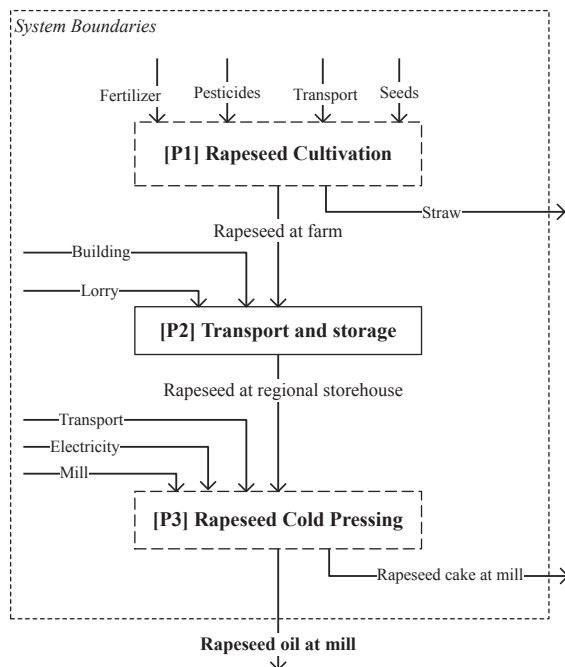 System Boundaries
Fertilizer
Pesticides
Transport
Seeds
[P1] Rapeseed Cultivation
Straw
Rapeseed at farm
Building
Lorry
[P2] Transport and storage
Rapeseed at regional storehouse
Transport
Electricity
Mill
[P3] Rapeseed Cold Pressing
Rapeseed cake at mill
Rapeseed oil at mill